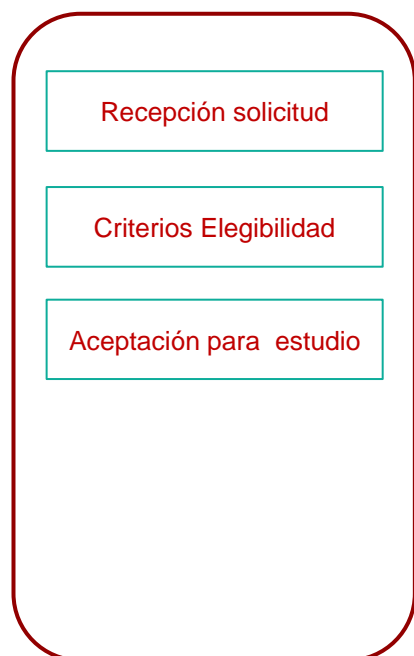 Recepción solicitud
Criterios Elegibilidad
Aceptación para  estudio